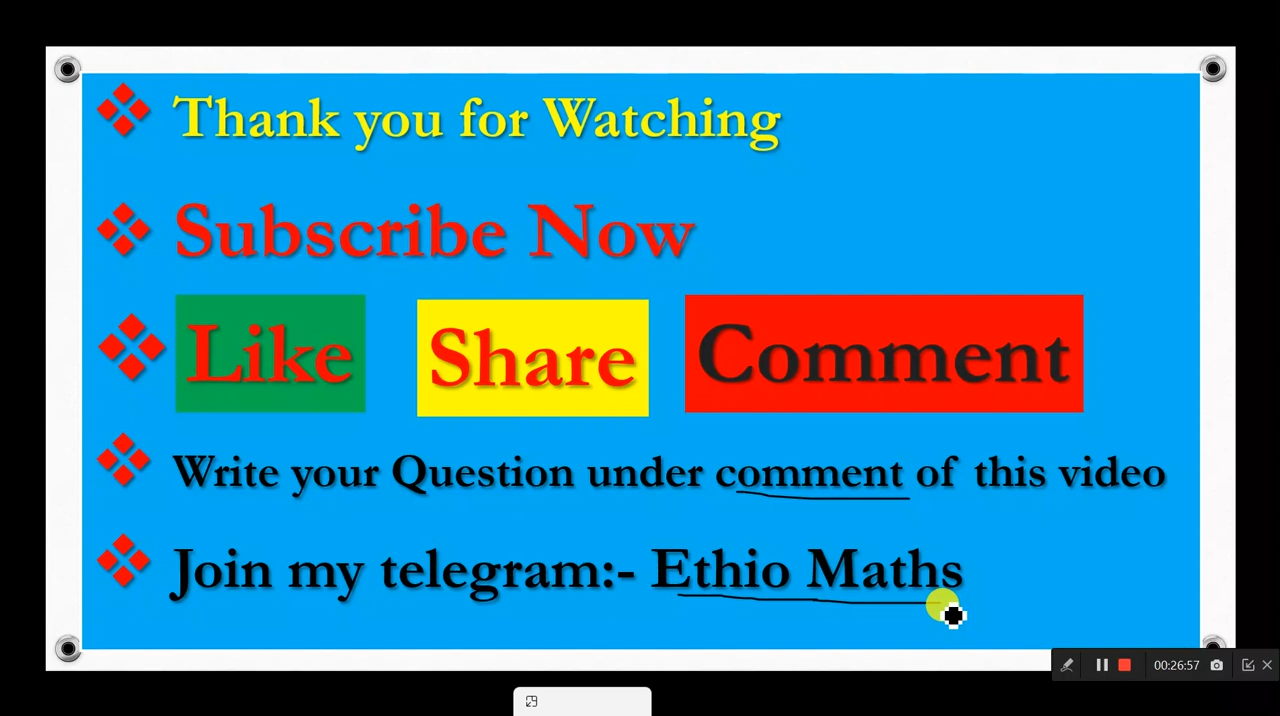 Thank you for Watching
Subscribe Now
Like Share Comment
Write your Question under comment of this video
Join my telegram:- Ethio Maths
00:26:57